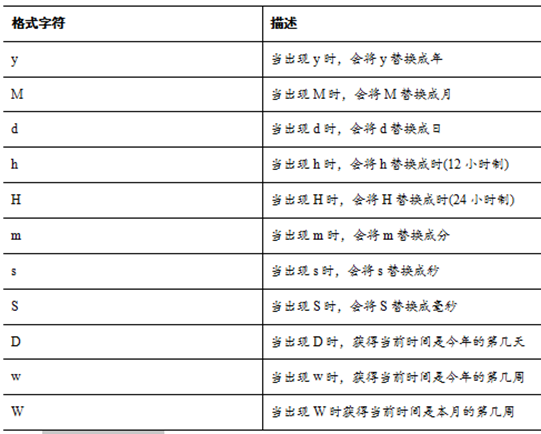 格式字符 描述
y 当出现 y 时，会将 y 替换成年
M 当出现 M 时，会将 M 替换成月
d 当出现 d 时，会将 d 替换成日
h 当出现 h 时，会将 h 替换成时(12 小时制)
H 当出现 H 时，会将 H 替换成时(24 小时制)
m 当出现 m 时，会将 m 替换成分
s 当出现 s 时，会将 s 替换成秒
S 当出现 S 时，会将 S 替换成毫秒
D 当出现 D 时，获得当前时间是今年的第几天
w 当出现 w 时，获得当前时间是今年的第几周
W 当出现 W 时获得当前时间是本月的第几周